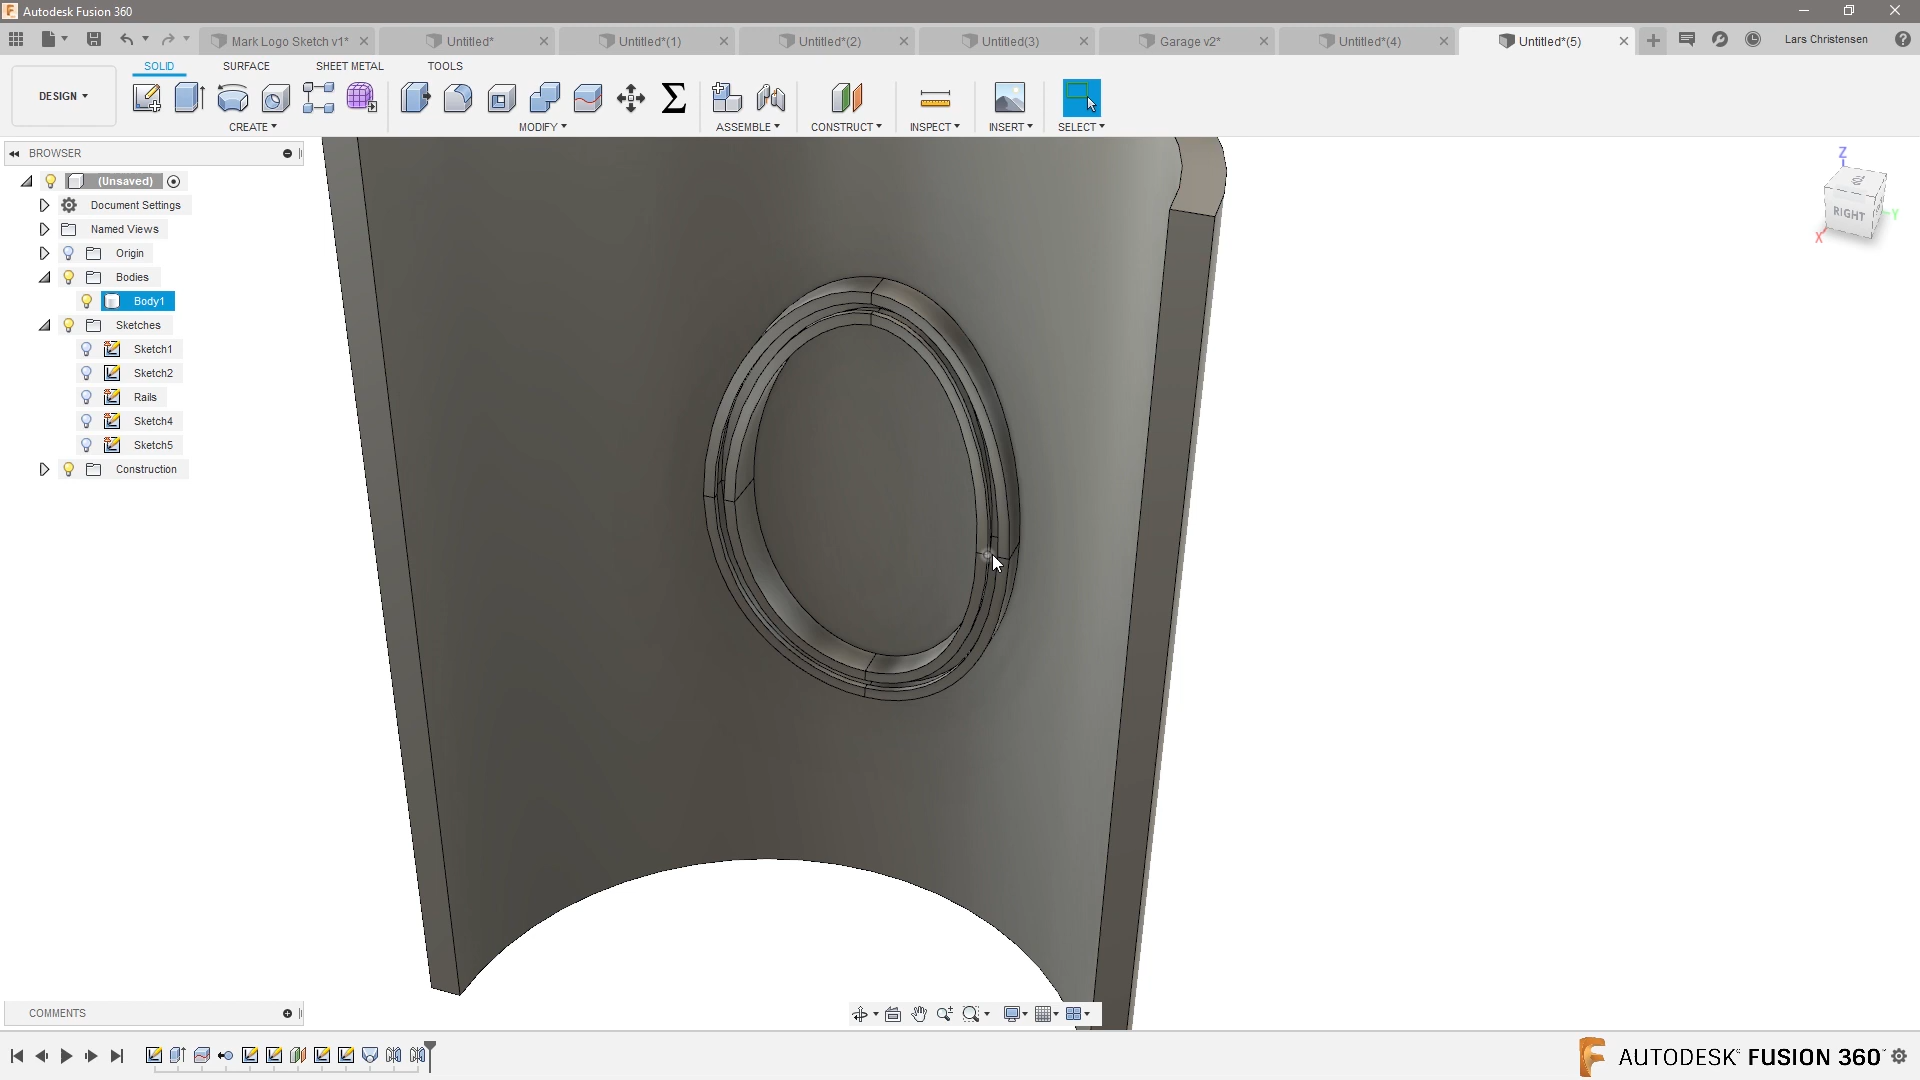 Autodesk Fusion 360
Mark Logo Sketch v1*
Untitled*
Untitled*(1)
Untitled*(2)
Untitled(3)
Garage v2*
Untitled*(4)
Untitled*(5)
Lars Christensen
SOLID
SURFACE
SHEET METAL
TOOLS
DESIGN
CREATE
MODIFY
ASSEMBLE
CONSTRUCT
INSPECT
INSERT
SELECT
BROWSER
(Unsaved)
Document Settings
Named Views
Origin
Bodies
Body1
Sketches
Sketch1
Sketch2
Rails
Sketch4
Sketch5
Construction
Z
RIGHT
Y
X
COMMENTS
AUTODESK® FUSION 360™